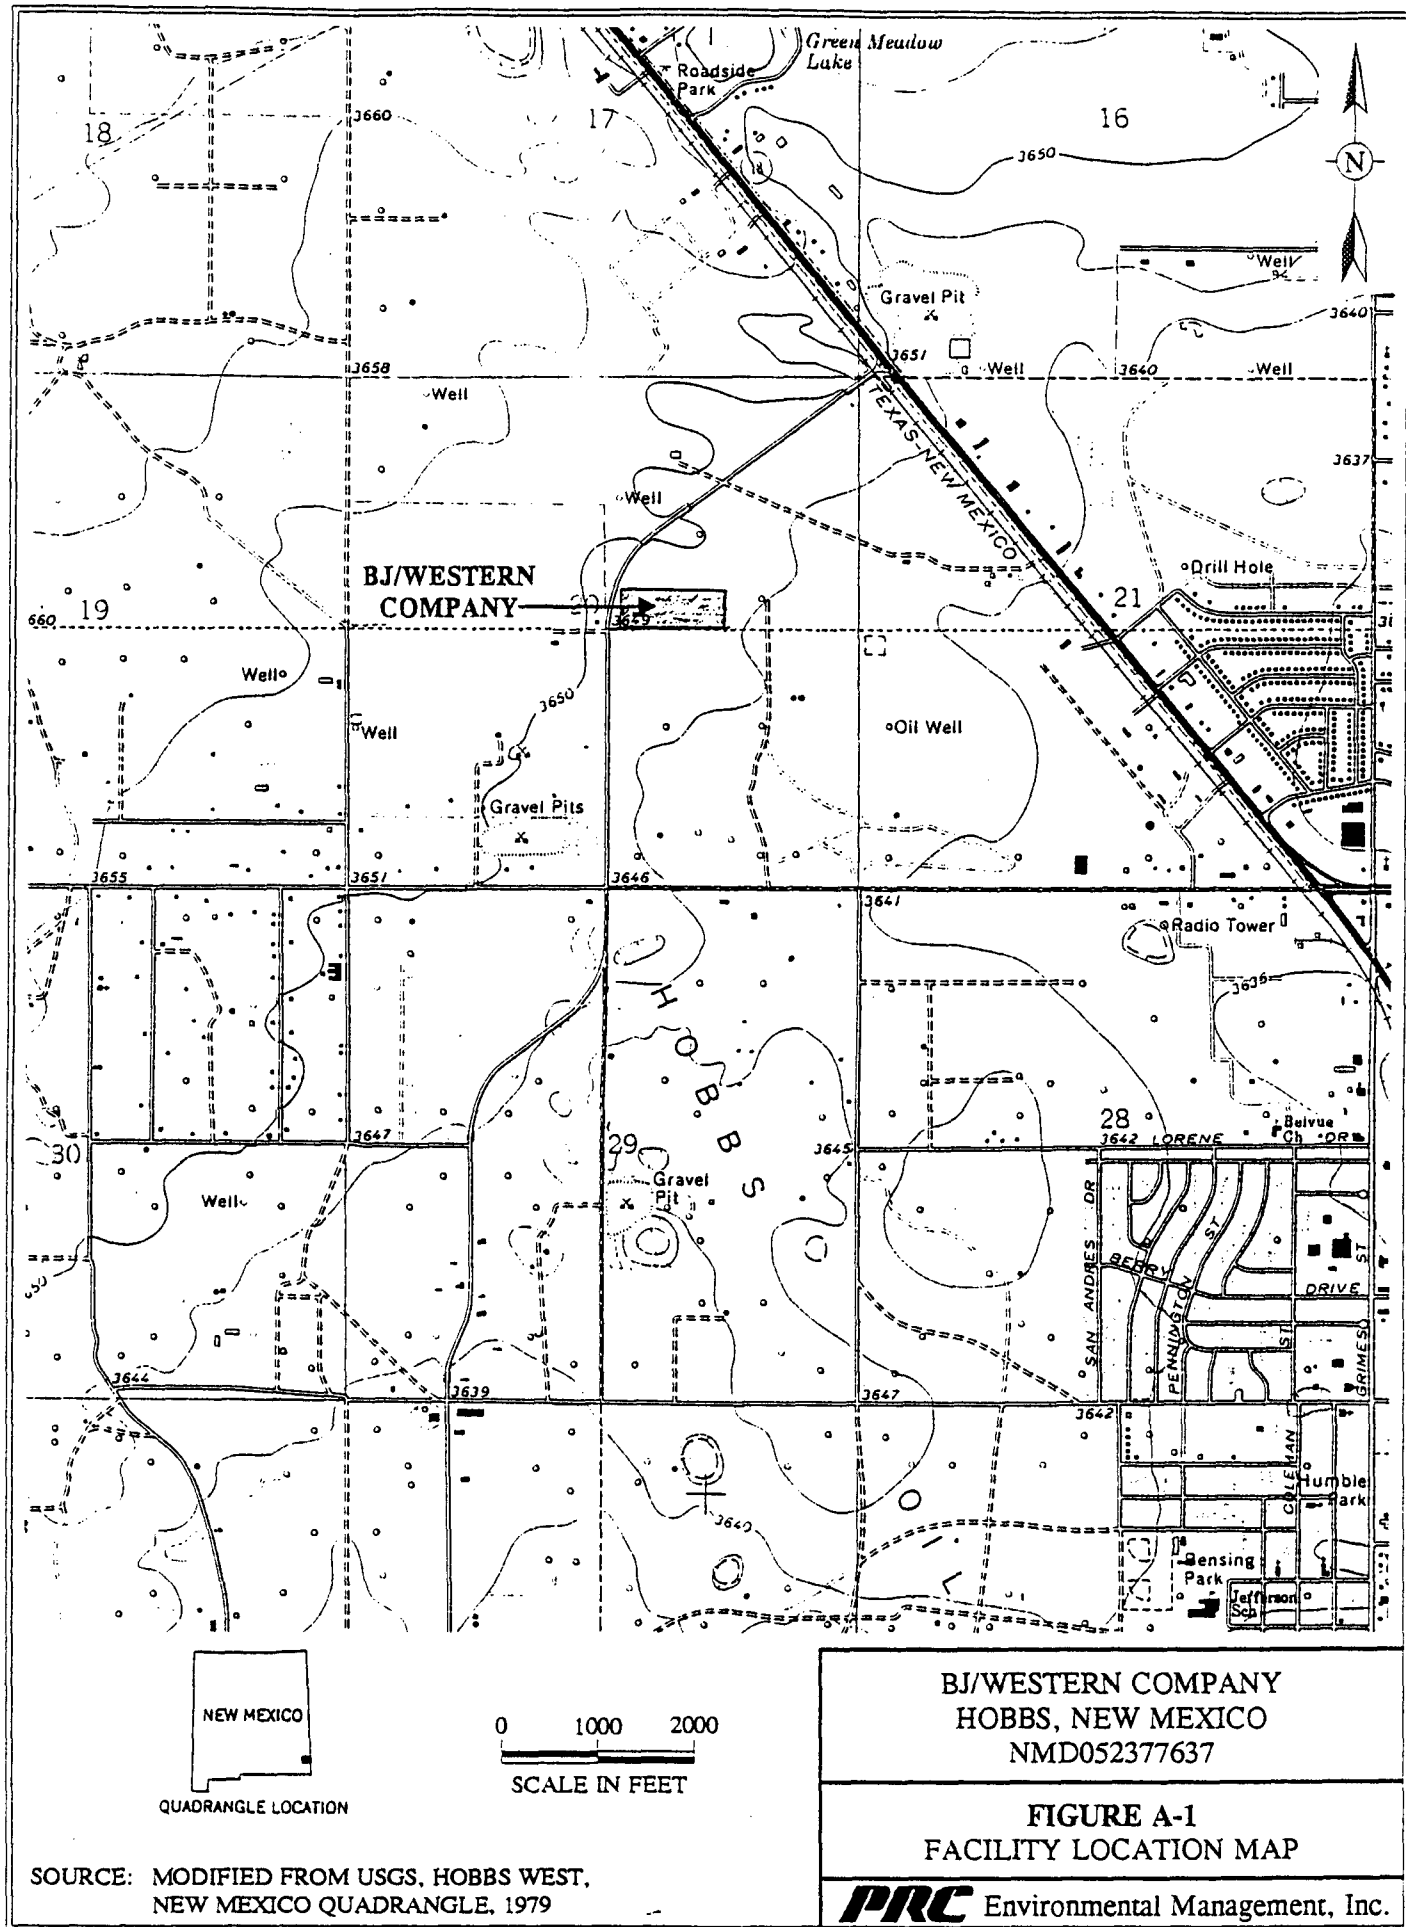 Green Meadow
Lake
Roadside
Park
18
3660
17
16
3650
N
Well
Gravel Pit
3640
3651
3658
Well
3640
Well
Well
TEXAS-NEW MEXICO
3637
Well
BJ/WESTERN
COMPANY
Drill Hole
19
20
21
660
3649
Well
3650
Well
Oil Well
Gravel Pits
3655
3651
3646
3641
Radio Tower
3635
HOBBS
28
Belvue
Ch
3647
30
29
3645
3642 LORENE DR
Gravel
Pit
Well
SAN ANDRES DR
BERRY
DRIVE
PENNINGTON
ST
ST
GRIMES ST
3644
3639
3647
3642
COLEMAN
Humble
Park
3640
OIL
Bensing
Park
Jefferson
Sch
NEW MEXICO
QUADRANGLE LOCATION
0 1000 2000
SCALE IN FEET
BJ/WESTERN COMPANY
HOBBS, NEW MEXICO
NMD052377637
FIGURE A-1
FACILITY LOCATION MAP
SOURCE: MODIFIED FROM USGS, HOBBS WEST,
NEW MEXICO QUADRANGLE, 1979
PRC Environmental Management, Inc.